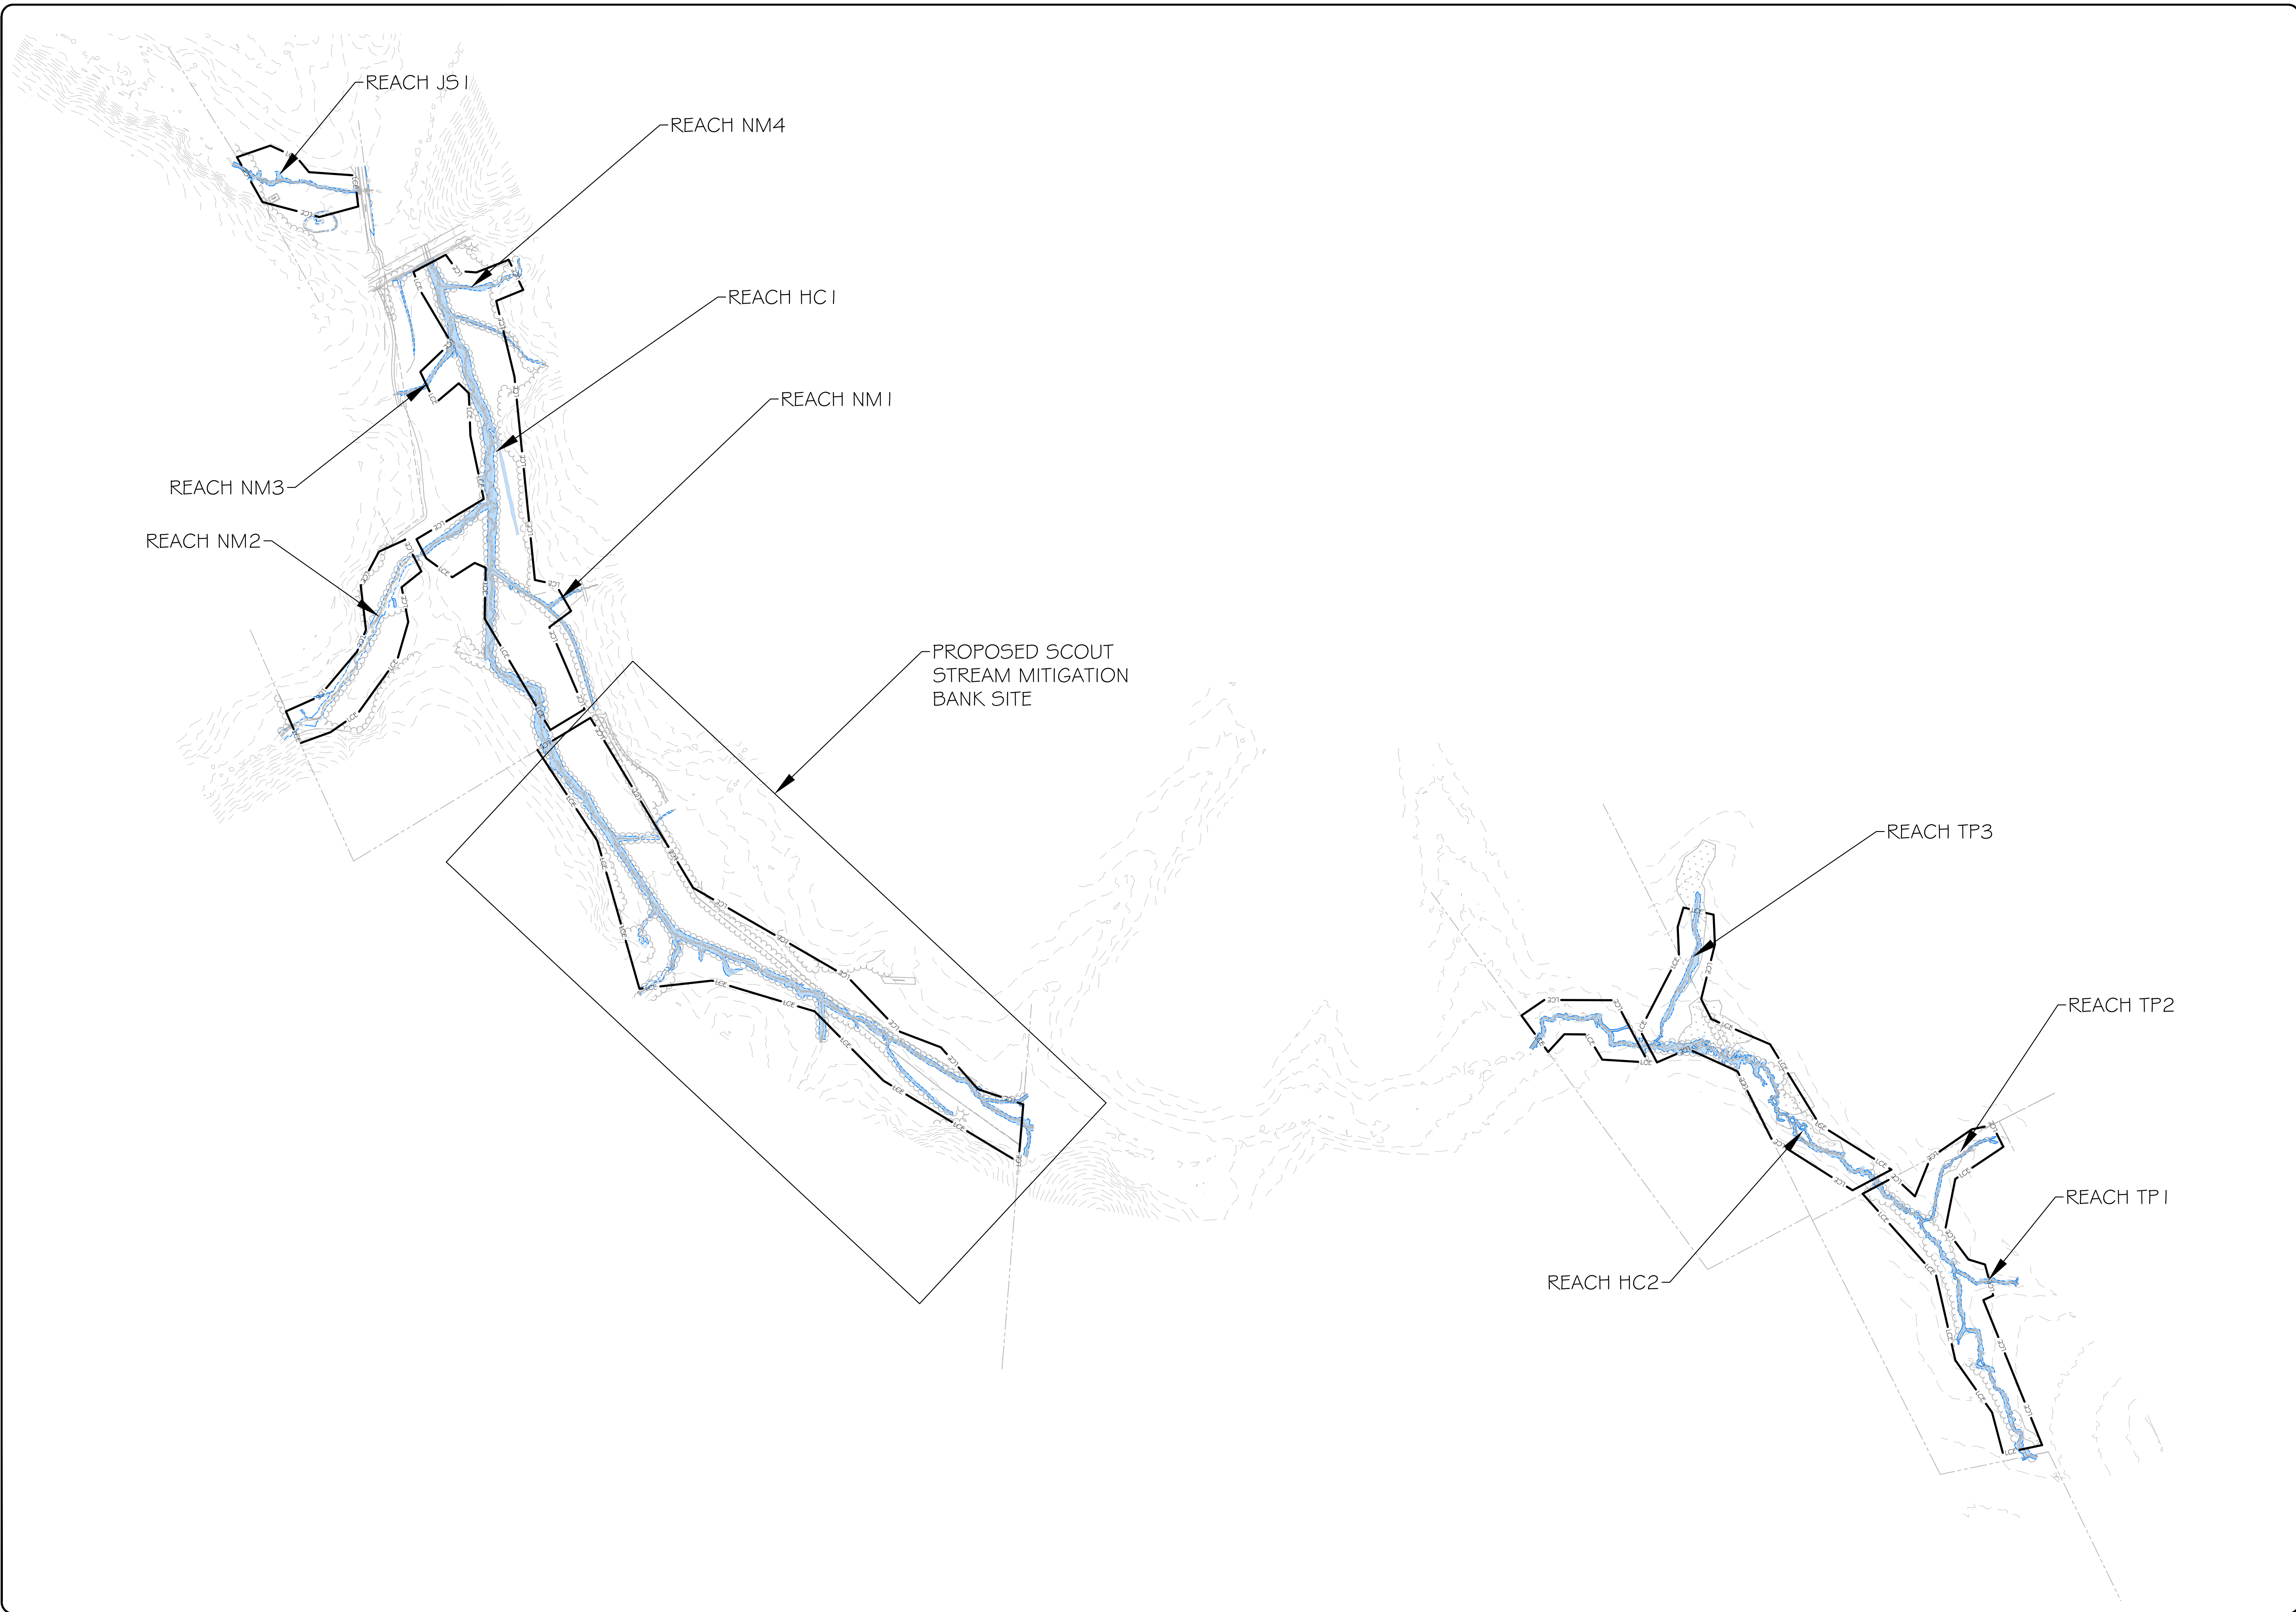 REACH JS1
REACH NM4
REACH HC1
REACH NM1
REACH NM3
REACH NM2
PROPOSED SCOUT
STREAM MITIGATION
BANK SITE
REACH TP3
REACH TP2
REACH TP1
REACH HC2
LCE